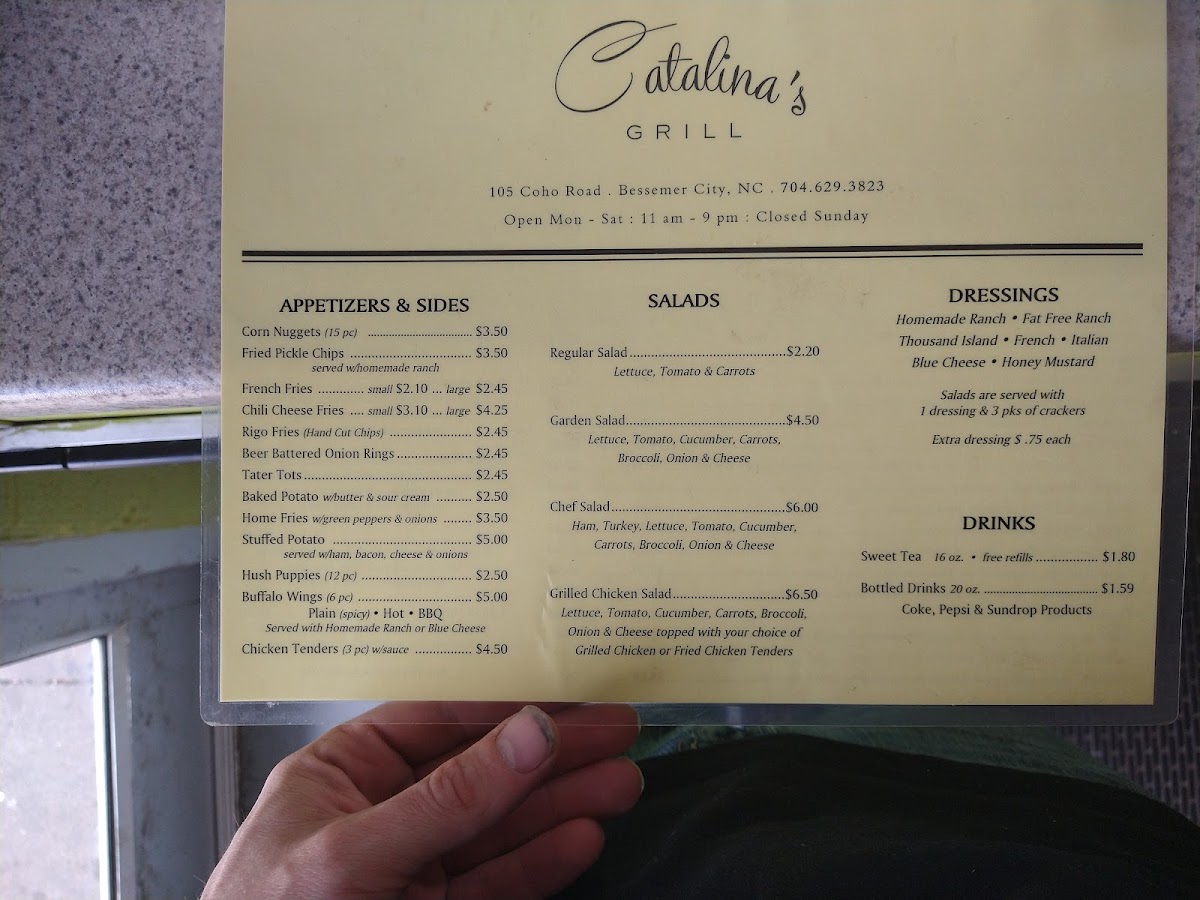 Catalina's
GRILL
105 Coho Road . Bessemer City, NC . 704.629.3823
Open Mon - Sat : 11 am - 9 pm : Closed Sunday
APPETIZERS & SIDES
Corn Nuggets (15 pc) ................................ $3.50
Fried Pickle Chips ................................ $3.50
served w/homemade ranch
French Fries ............. small $2.10 ... large $2.45
Chili Cheese Fries .... small $3.10 ... large $4.25
Rigo Fries (Hand Cut Chips) ...................... $2.45
Beer Battered Onion Rings .................... $2.45
Tater Tots ............................................. $2.45
Baked Potato w/butter & sour cream .......... $2.50
Home Fries w/green peppers & onions ........ $3.50
Stuffed Potato ..................................... $5.00
served w/ham, bacon, cheese & onions
Hush Puppies (12 pc) ............................. $2.50
Buffalo Wings (6 pc) .............................. $5.00
Plain (spicy) • Hot • BBQ
Served with Homemade Ranch or Blue Cheese
Chicken Tenders (3 pc) w/sauce ............... $4.50
SALADS
Regular Salad .......................................... $2.20
Lettuce, Tomato & Carrots
Garden Salad .......................................... $4.50
Lettuce, Tomato, Cucumber, Carrots,
Broccoli, Onion & Cheese
Chef Salad .............................................. $6.00
Ham, Turkey, Lettuce, Tomato, Cucumber,
Carrots, Broccoli, Onion & Cheese
Grilled Chicken Salad .............................. $6.50
Lettuce, Tomato, Cucumber, Carrots, Broccoli,
Onion & Cheese topped with your choice of
Grilled Chicken or Fried Chicken Tenders
DRESSINGS
Homemade Ranch • Fat Free Ranch
Thousand Island • French • Italian
Blue Cheese • Honey Mustard
Salads are served with
1 dressing & 3 pks of crackers
Extra dressing $ .75 each
DRINKS
Sweet Tea 16 oz. • free refills ................ $1.80
Bottled Drinks 20 oz. ................................ $1.59
Coke, Pepsi & Sundrop Products